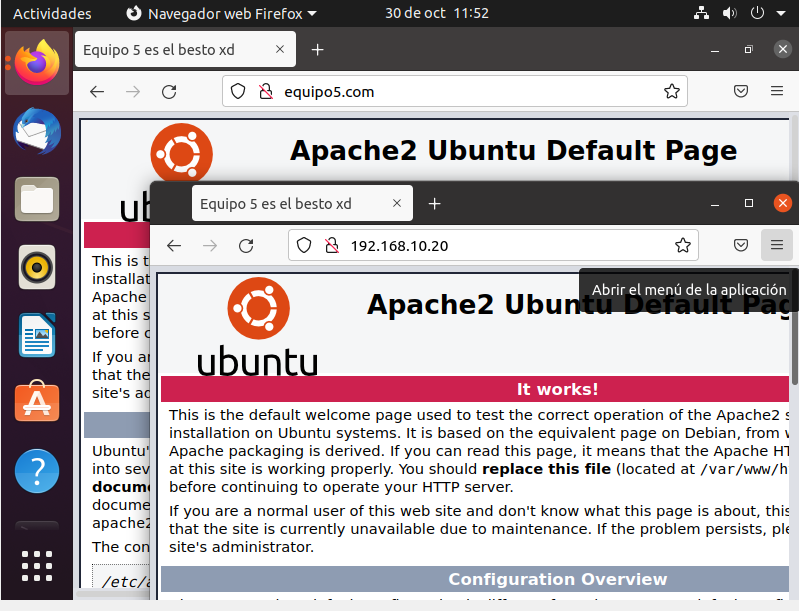 Actividades Navegador web Firefox 30 de oct 11:52
Equipo 5 es el besto xd
equipo5.com
Apache2 Ubuntu Default Page
This is t
installat
Apache
at this s
before c
If you ar
that the
site's ad
Ubuntu'
into sev
docume
docume
apache2
The con
/etc/a
Equipo 5 es el besto xd
192.168.10.20
Abrir el menú de la aplicación
Apache2 Ubuntu Default Pag
ubuntu
It works!
This is the default welcome page used to test the correct operation of the Apache2 s
installation on Ubuntu systems. It is based on the equivalent page on Debian, from w
Apache packaging is derived. If you can read this page, it means that the Apache HT
at this site is working properly. You should replace this file (located at /var/www/h
before continuing to operate your HTTP server.
If you are a normal user of this web site and don't know what this page is about, this
that the site is currently unavailable due to maintenance. If the problem persists, ple
site's administrator.
Configuration Overview